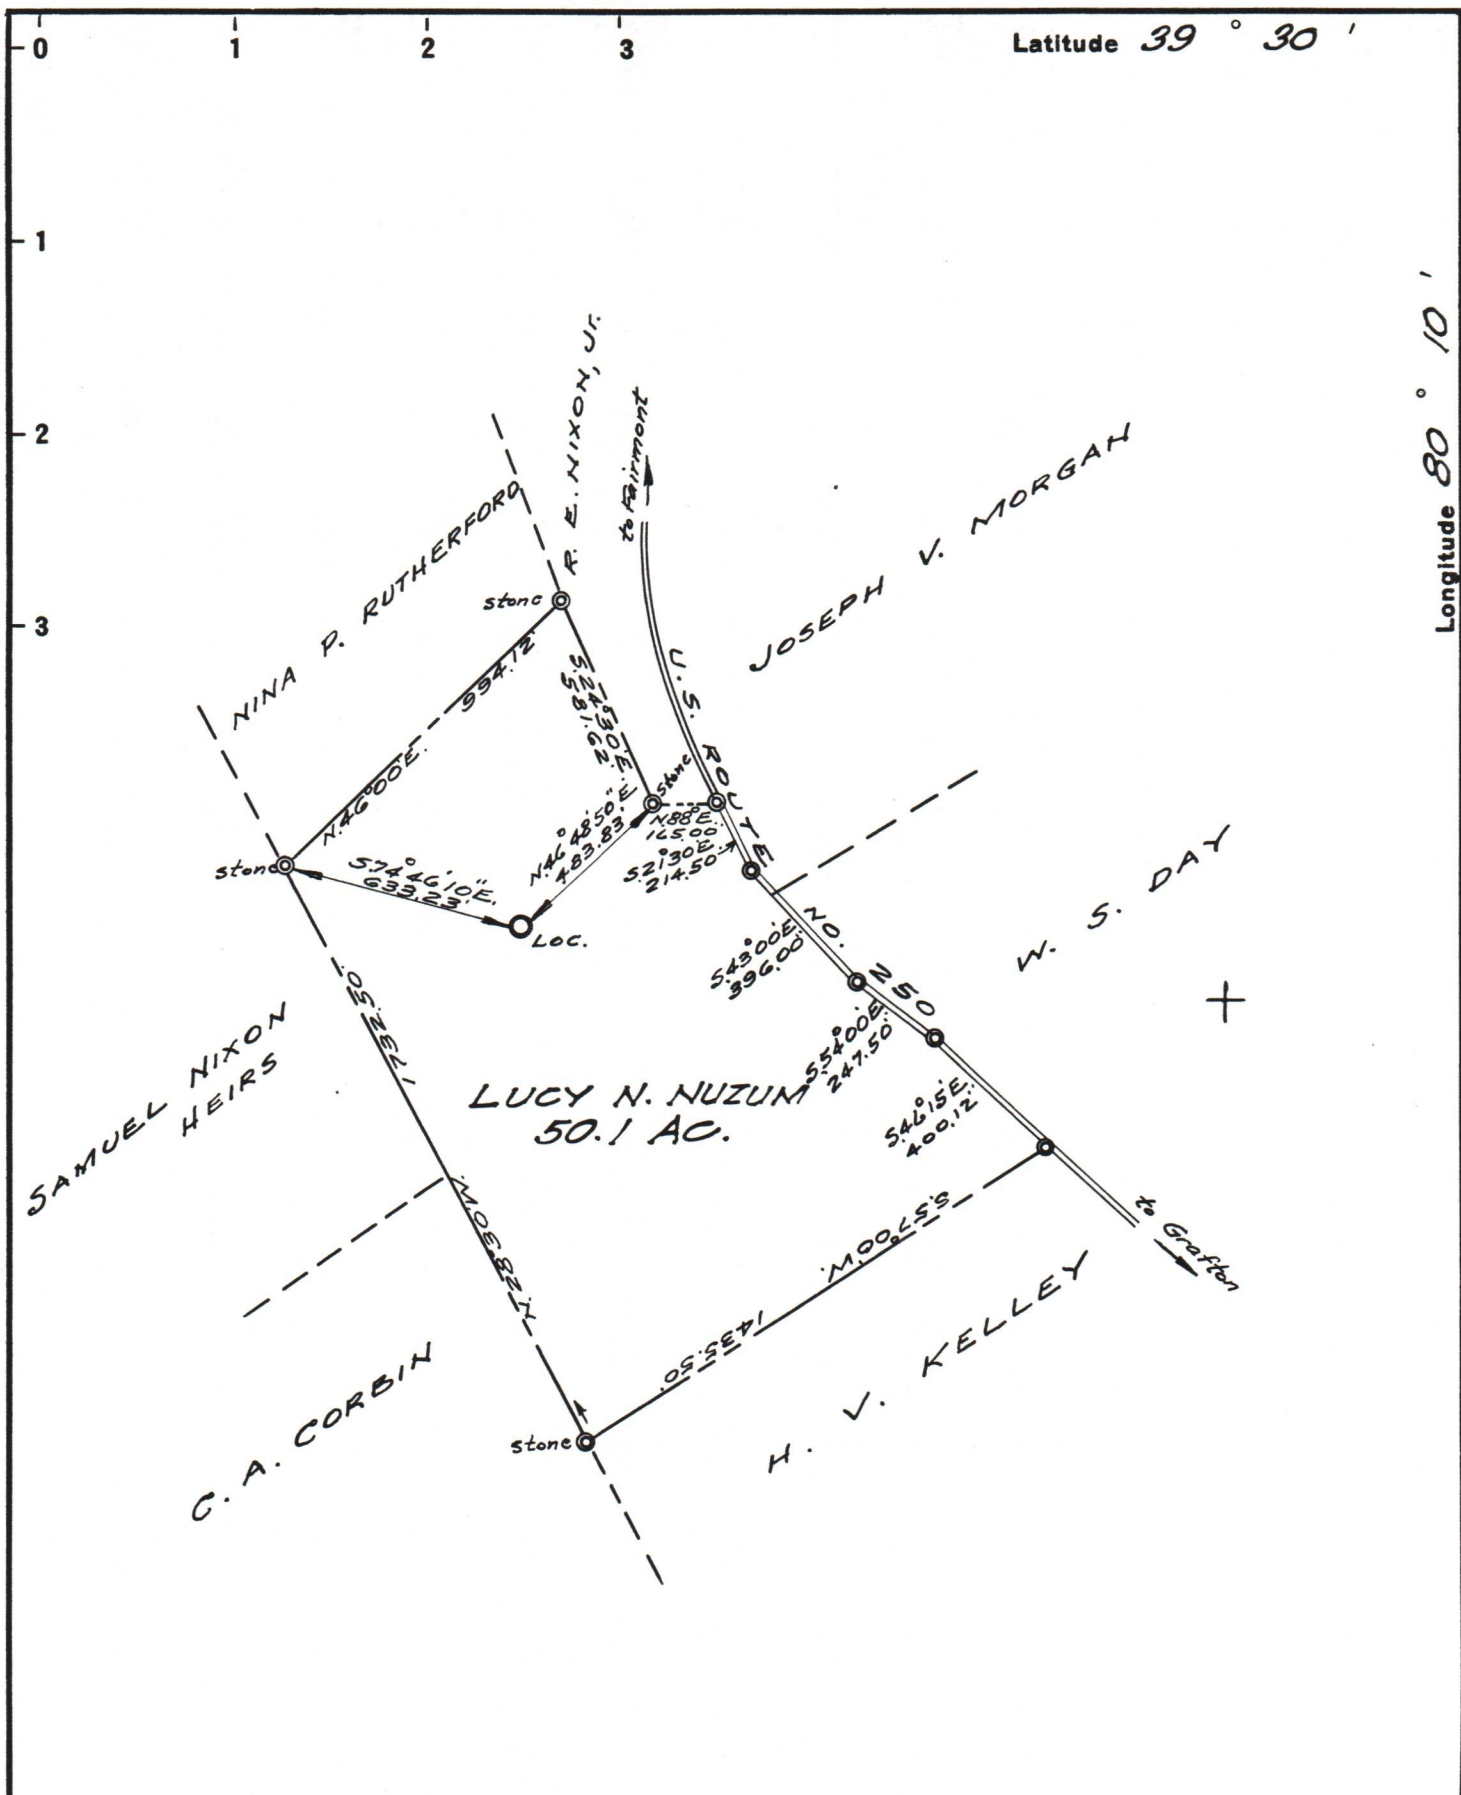 0 1 2 3 Latitude 39° 30'
1
2
3
Longitude 80° 10'
R. E. NIXON, Jr.
to Fairmont
NINA P. RUTHERFORD
JOSEPH V. MORGAN
stone
994.12'
N.46°00'E.
S.24°30'E.
581.62'
U.S. ROUTE NO. 250
stone
N.46°48'50"E.
483.83'
N.88°E.
165.00
S.21°30'E.
214.50'
stone
S.74°46'10"E.
633.23'
LOC.
W. S. DAY
S.43°00'E.
396.00'
S.54°00'E.
247.50'
S.46°15'E.
400.12
SAMUEL NIXON
HEIRS
1732.50'
N.28°30'W.
LUCY N. NUZUM
50.1 AC.
S.57°00'W.
1435.50'
to Grafton
C. A. CORBIN
H. V. KELLEY
stone